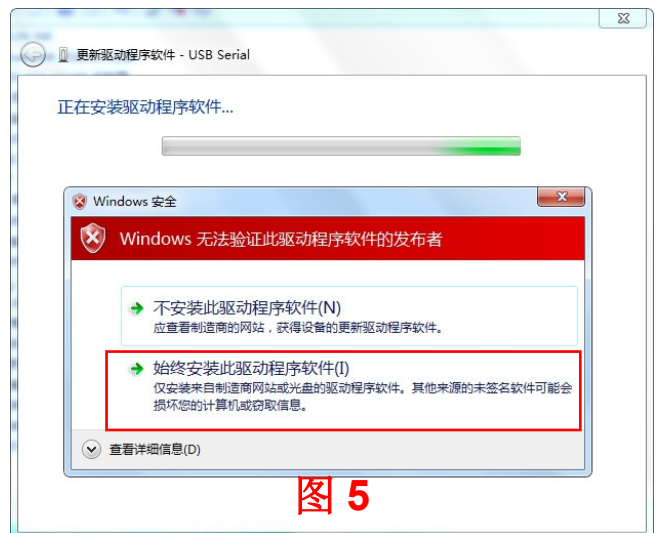 更新驱动程序软件 - USB Serial
正在安装驱动程序软件...
Windows 安全
Windows 无法验证此驱动程序软件的发布者
不安装此驱动程序软件(N)
应查看制造商的网站，获得设备的更新驱动程序软件。
始终安装此驱动程序软件(I)
仅安装来自制造商网站或光盘的驱动程序软件。其他来源的未签名软件可能会
损坏您的计算机或窃取信息。
查看详细信息(D)
图 5